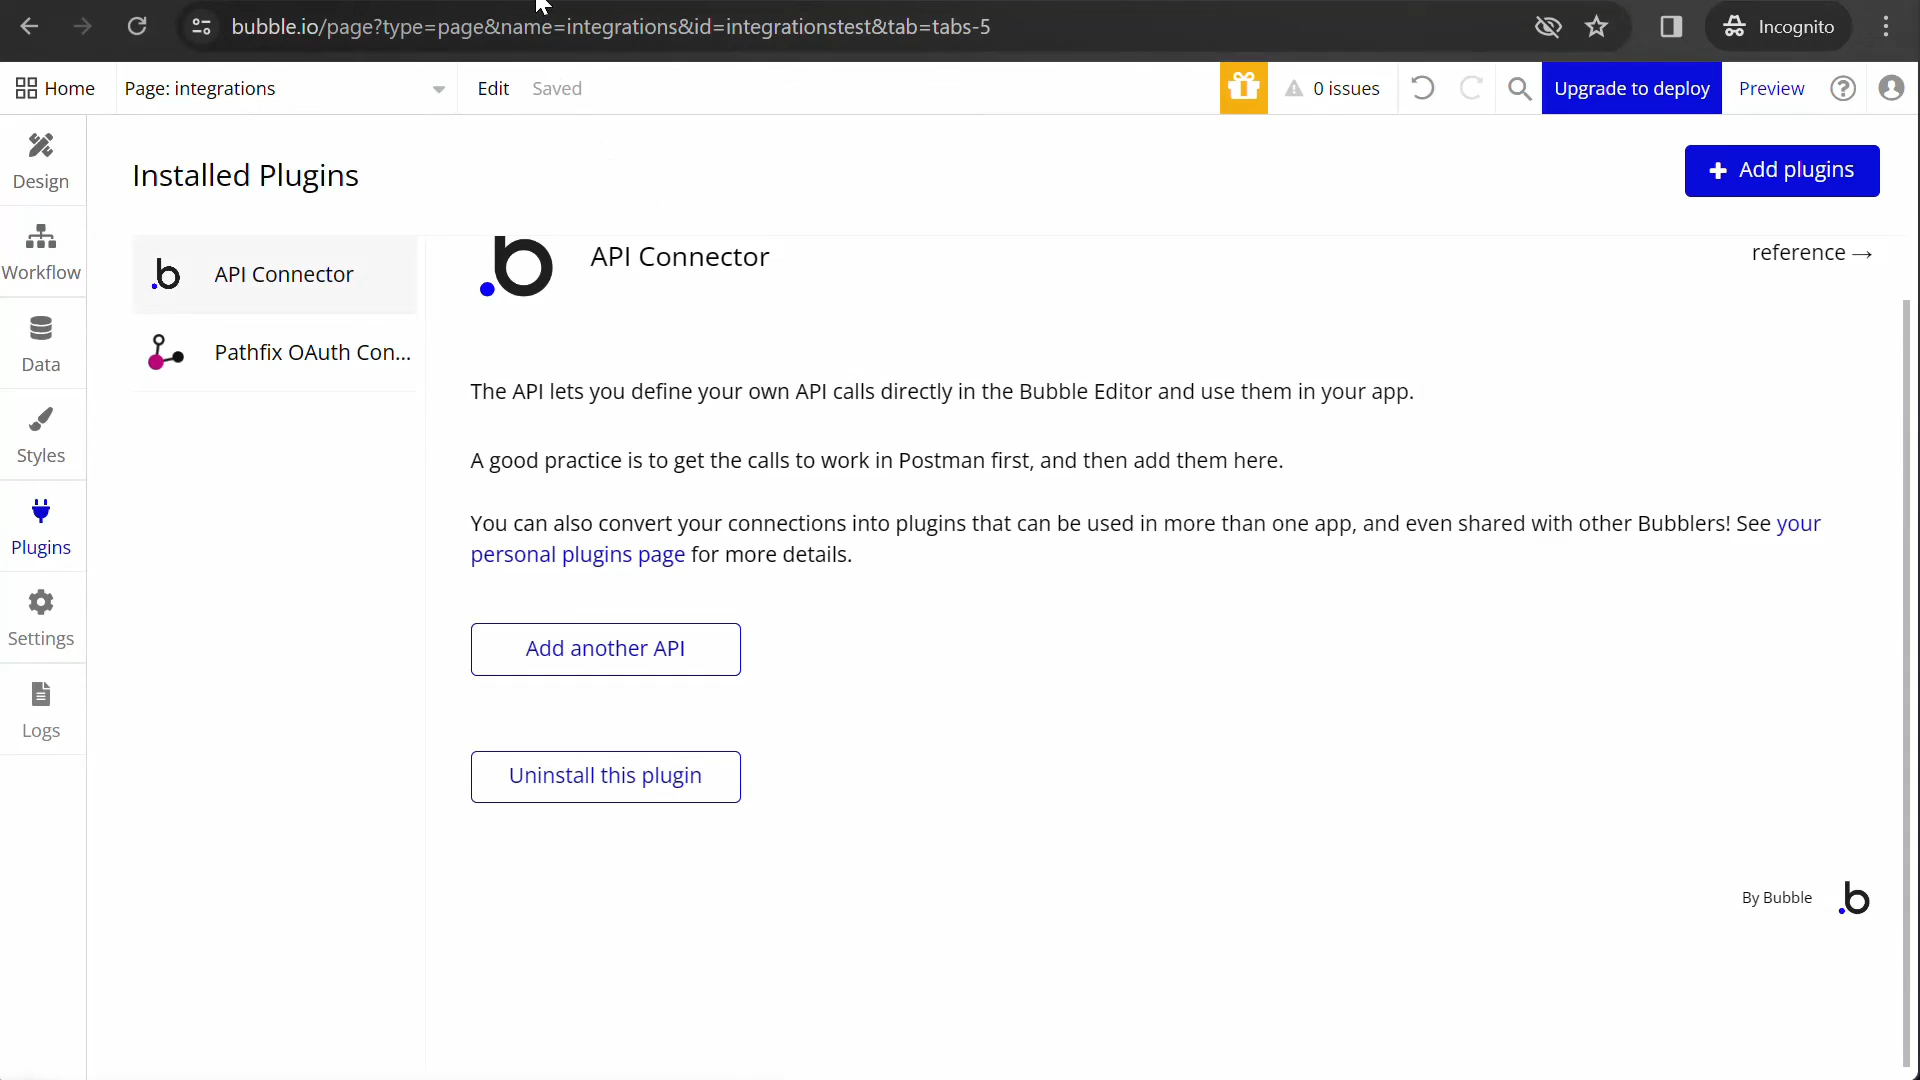 bubble.io/page?type=page&name=integrations&id=integrationstest&tab=tabs-5
Incognito
Home
Page: integrations
Edit
Saved
0 issues
Upgrade to deploy
Preview
Design
Workflow
Data
Styles
Plugins
Settings
Logs
Installed Plugins
Add plugins
API Connector
Pathfix OAuth Con...
API Connector
reference →
The API lets you define your own API calls directly in the Bubble Editor and use them in your app.
A good practice is to get the calls to work in Postman first, and then add them here.
You can also convert your connections into plugins that can be used in more than one app, and even shared with other Bubblers! See your
personal plugins page for more details.
Add another API
Uninstall this plugin
By Bubble